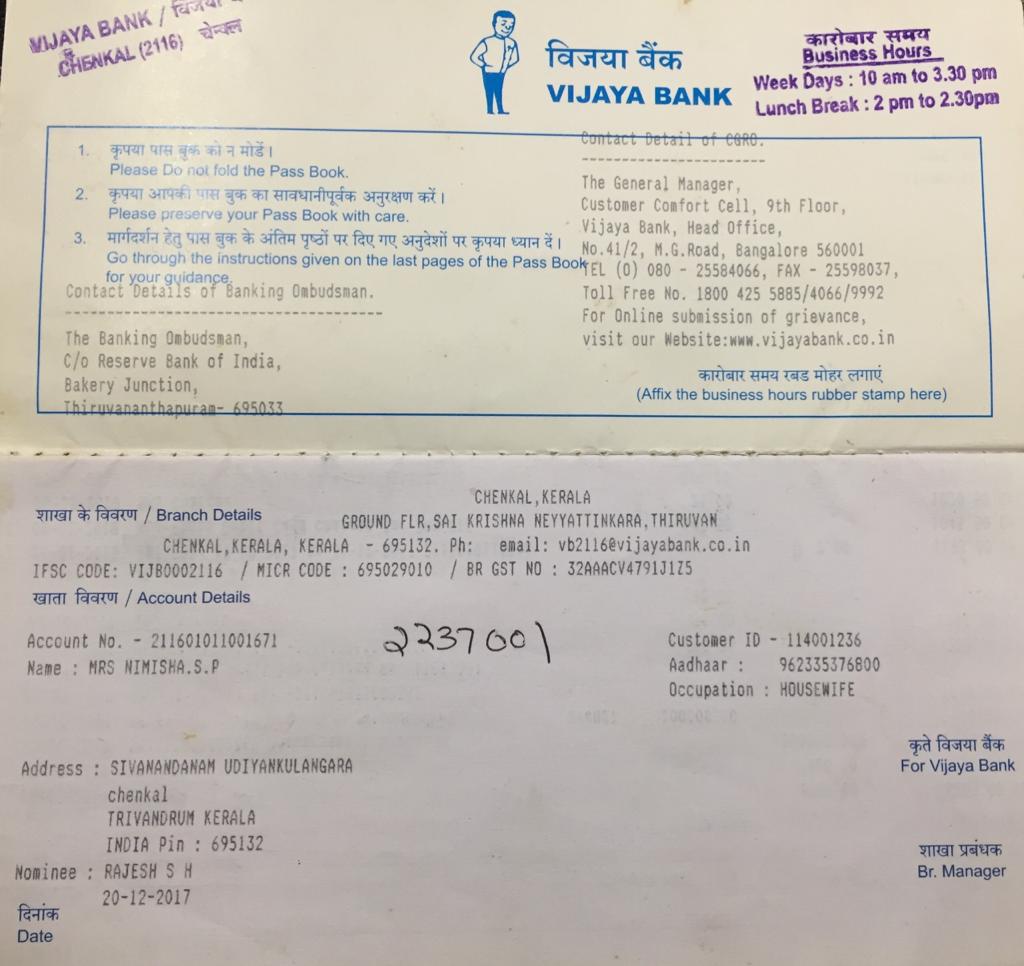 VIJAYA BANK / विजया
CHENKAL (2116) चेन्कल
विजया बैंक
VIJAYA BANK
कारोबार समय
Business Hours
Week Days : 10 am to 3.30 pm
Lunch Break : 2 pm to 2.30pm
1. कृपया पास बुक को न मोडें।
Please Do not fold the Pass Book.
2. कृपया आपकी पास बुक का सावधानीपूर्वक अनुरक्षण करें।
Please preserve your Pass Book with care.
3. मार्गदर्शन हेतु पास बुक के अंतिम पृष्ठों पर दिए गए अनुदेशों पर कृपया ध्यान दें।
Go through the instructions given on the last pages of the Pass Book
for your guidance.
Contact Details of Banking Ombudsman.
------------------------------------
The Banking Ombudsman,
C/o Reserve Bank of India,
Bakery Junction,
Thiruvananthapuram- 695033
Contact Detail of CGRO.
---------------------
The General Manager,
Customer Comfort Cell, 9th Floor,
Vijaya Bank, Head Office,
No.41/2, M.G.Road, Bangalore 560001
TEL (O) 080 - 25584066, FAX - 25598037,
Toll Free No. 1800 425 5885/4066/9992
For Online submission of grievance,
visit our Website:www.vijayabank.co.in
कारोबार समय रबड मोहर लगाएं
(Affix the business hours rubber stamp here)
CHENKAL,KERALA
शाखा के विवरण / Branch Details GROUND FLR,SAI KRISHNA NEYYATTINKARA,THIRUVAN
CHENKAL,KERALA, KERALA - 695132. Ph: email: vb2116@vijayabank.co.in
IFSC CODE: VIJB0002116 / MICR CODE : 695029010 / BR GST NO : 32AAACV4791J1Z5
खाता विवरण / Account Details
Account No. - 211601011001671 2237001 Customer ID - 114001236
Name : MRS NIMISHA.S.P Aadhaar : 962335376800
Occupation : HOUSEWIFE
कृते विजया बैंक
For Vijaya Bank
Address : SIVANANDANAM UDIYANKULANGARA
chenkal
TRIVANDRUM KERALA
INDIA Pin : 695132
शाखा प्रबंधक
Br. Manager
Nominee : RAJESH S H
20-12-2017
दिनांक
Date